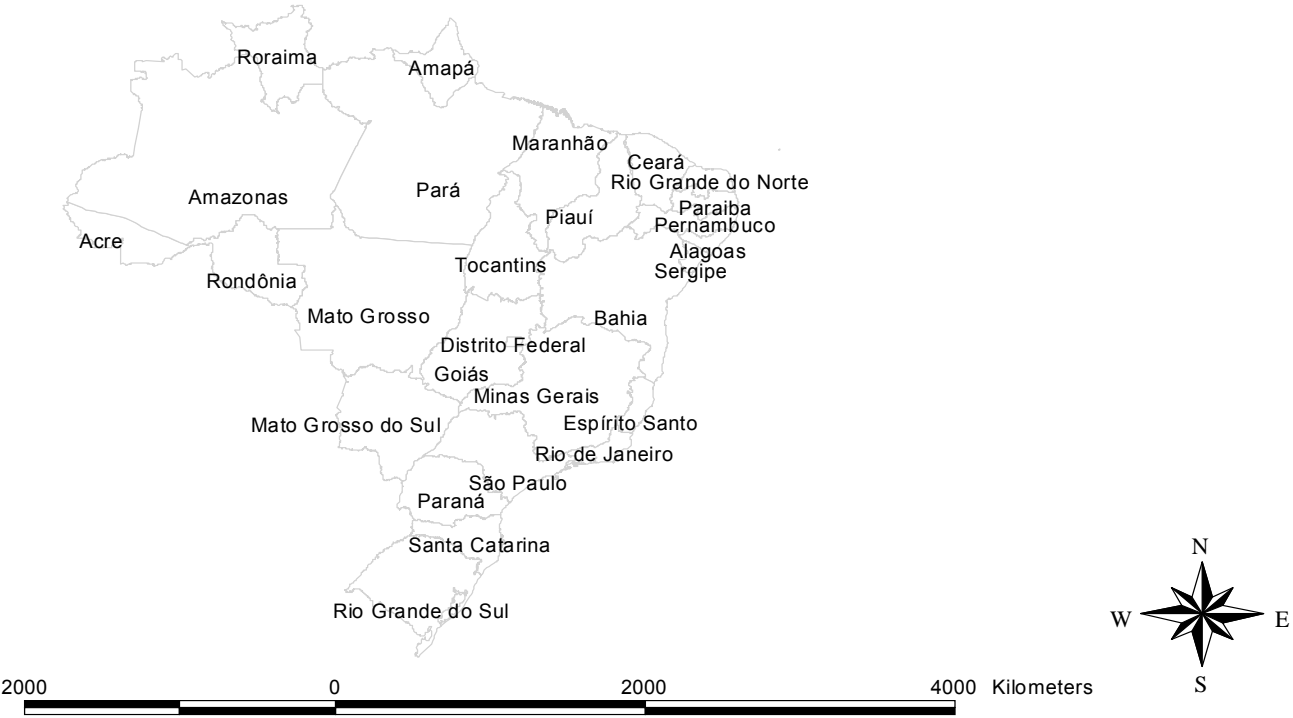 Roraima
Amapá
Maranhão
Ceará
Rio Grande do Norte
Pará
Amazonas
Paraiba
Piauí
Pernambuco
Acre
Alagoas
Tocantins
Sergipe
Rondônia
Mato Grosso
Bahia
Distrito Federal
Goiás
Minas Gerais
Mato Grosso do Sul
Espírito Santo
Rio de Janeiro
São Paulo
Paraná
Santa Catarina
Rio Grande do Sul
N
W E
S
2000 0 2000 4000 Kilometers